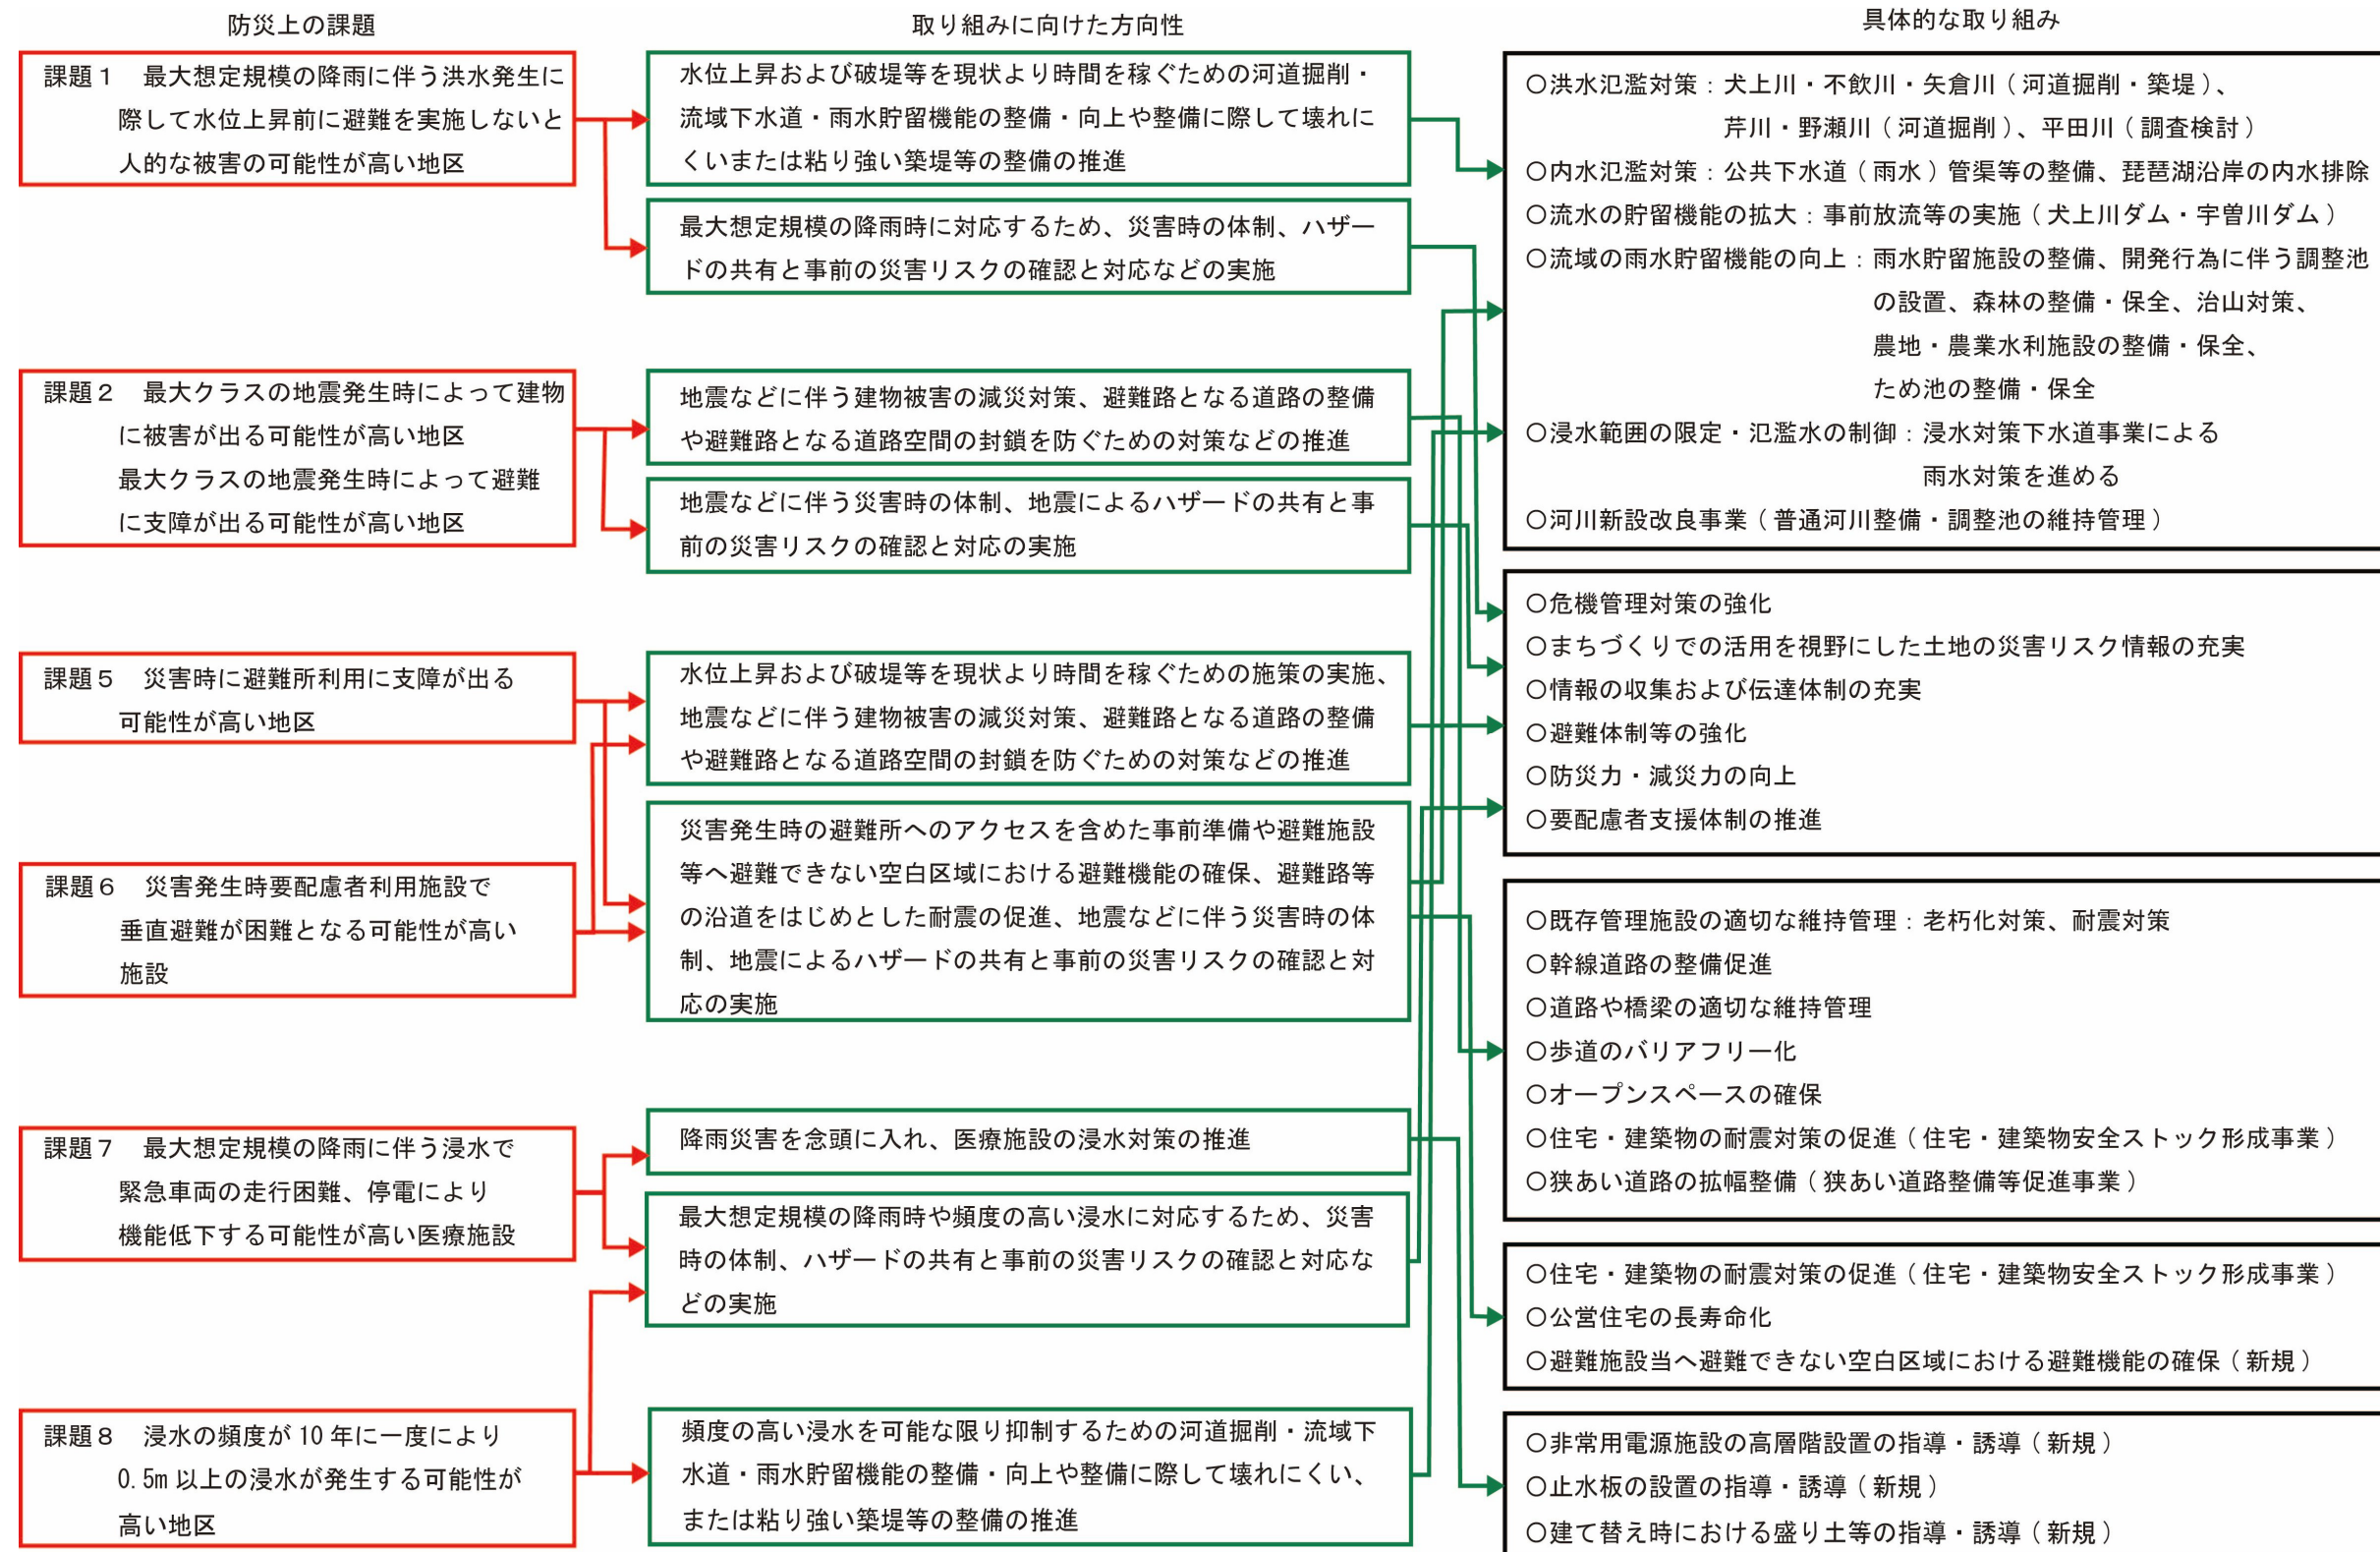 防災上の課題
課題１　最大想定規模の降雨に伴う洪水発生に
際して水位上昇前に避難を実施しないと
人的な被害の可能性が高い地区
課題２　最大クラスの地震発生時によって建物
に被害が出る可能性が高い地区
最大クラスの地震発生時によって避難
に支障が出る可能性が高い地区
課題５　災害時に避難所利用に支障が出る
可能性が高い地区
課題６　災害発生時要配慮者利用施設で
垂直避難が困難となる可能性が高い
施設
課題７　最大想定規模の降雨に伴う浸水で
緊急車両の走行困難、停電により
機能低下する可能性が高い医療施設
課題８　浸水の頻度が 10 年に一度により
0.5m 以上の浸水が発生する可能性が
高い地区
取り組みに向けた方向性
水位上昇および破堤等を現状より時間を稼ぐための河道掘削・
流域下水道・雨水貯留機能の整備・向上や整備に際して壊れに
くいまたは粘り強い築堤等の整備の推進
最大想定規模の降雨時に対応するため、災害時の体制、ハザー
ドの共有と事前の災害リスクの確認と対応などの実施
地震などに伴う建物被害の減災対策、避難路となる道路の整備
や避難路となる道路空間の封鎖を防ぐための対策などの推進
地震などに伴う災害時の体制、地震によるハザードの共有と事
前の災害リスクの確認と対応の実施
水位上昇および破堤等を現状より時間を稼ぐための施策の実施、
地震などに伴う建物被害の減災対策、避難路となる道路の整備
や避難路となる道路空間の封鎖を防ぐための対策などの推進
災害発生時の避難所へのアクセスを含めた事前準備や避難施設
等へ避難できない空白区域における避難機能の確保、避難路等
の沿道をはじめとした耐震の促進、地震などに伴う災害時の体
制、地震によるハザードの共有と事前の災害リスクの確認と対
応の実施
降雨災害を念頭に入れ、医療施設の浸水対策の推進
最大想定規模の降雨時や頻度の高い浸水に対応するため、災害
時の体制、ハザードの共有と事前の災害リスクの確認と対応な
どの実施
頻度の高い浸水を可能な限り抑制するための河道掘削・流域下
水道・雨水貯留機能の整備・向上や整備に際して壊れにくい、
または粘り強い築堤等の整備の推進
具体的な取り組み
○洪水氾濫対策：犬上川・不飲川・矢倉川（河道掘削・築堤）、
芹川・野瀬川（河道掘削）、平田川（調査検討）
○内水氾濫対策：公共下水道（雨水）管渠等の整備、琵琶湖沿岸の内水排除
○流水の貯留機能の拡大：事前放流等の実施（犬上川ダム・宇曽川ダム）
○流域の雨水貯留機能の向上：雨水貯留施設の整備、開発行為に伴う調整池
の設置、森林の整備・保全、治山対策、
農地・農業水利施設の整備・保全、
ため池の整備・保全
○浸水範囲の限定・氾濫水の制御：浸水対策下水道事業による
雨水対策を進める
○河川新設改良事業（普通河川整備・調整池の維持管理）
○危機管理対策の強化
○まちづくりでの活用を視野にした土地の災害リスク情報の充実
○情報の収集および伝達体制の充実
○避難体制等の強化
○防災力・減災力の向上
○要配慮者支援体制の推進
○既存管理施設の適切な維持管理：老朽化対策、耐震対策
○幹線道路の整備促進
○道路や橋梁の適切な維持管理
○歩道のバリアフリー化
○オープンスペースの確保
○住宅・建築物の耐震対策の促進（住宅・建築物安全ストック形成事業）
○狭あい道路の拡幅整備（狭あい道路整備等促進事業）
○住宅・建築物の耐震対策の促進（住宅・建築物安全ストック形成事業）
○公営住宅の長寿命化
○避難施設当へ避難できない空白区域における避難機能の確保（新規）
○非常用電源施設の高層階設置の指導・誘導（新規）
○止水板の設置の指導・誘導（新規）
○建て替え時における盛り土等の指導・誘導（新規）